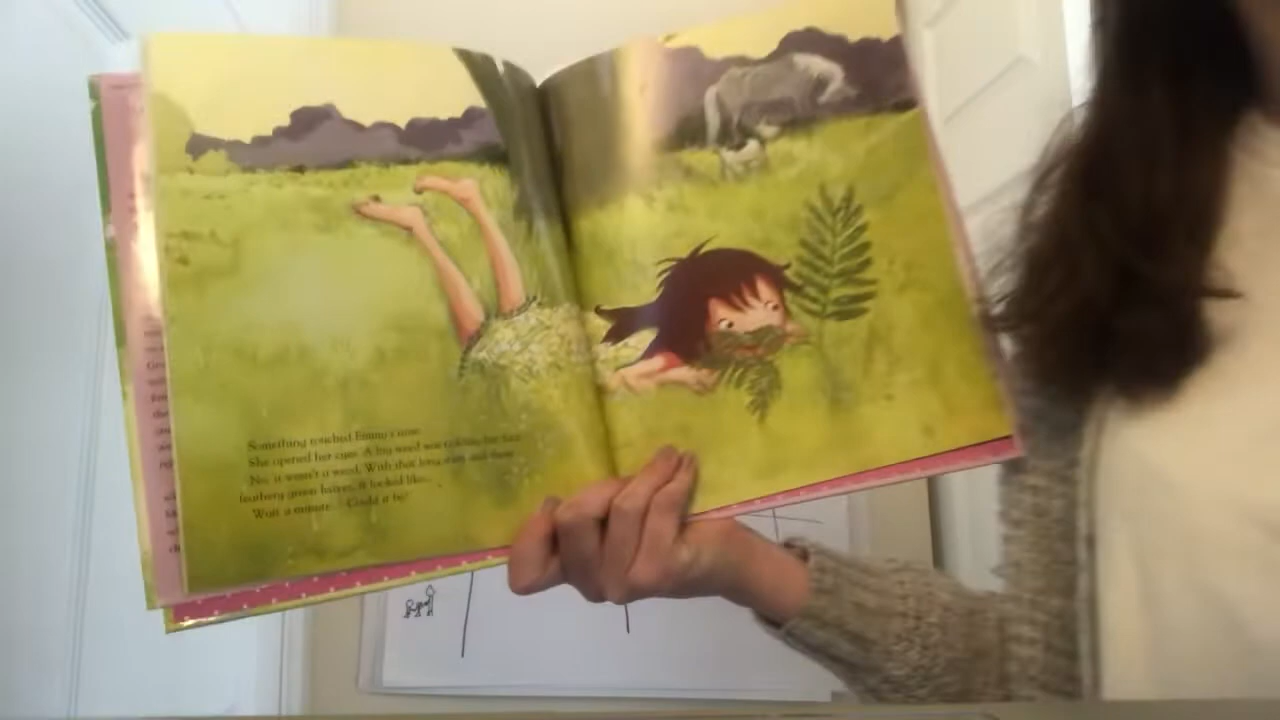 Something touched Emmy's nose.
She opened her eyes. A big weed was tickling her face.
No, it wasn't a weed. With that long stem and those
feathery green leaves, it looked like...
Wait a minute... Could it be?